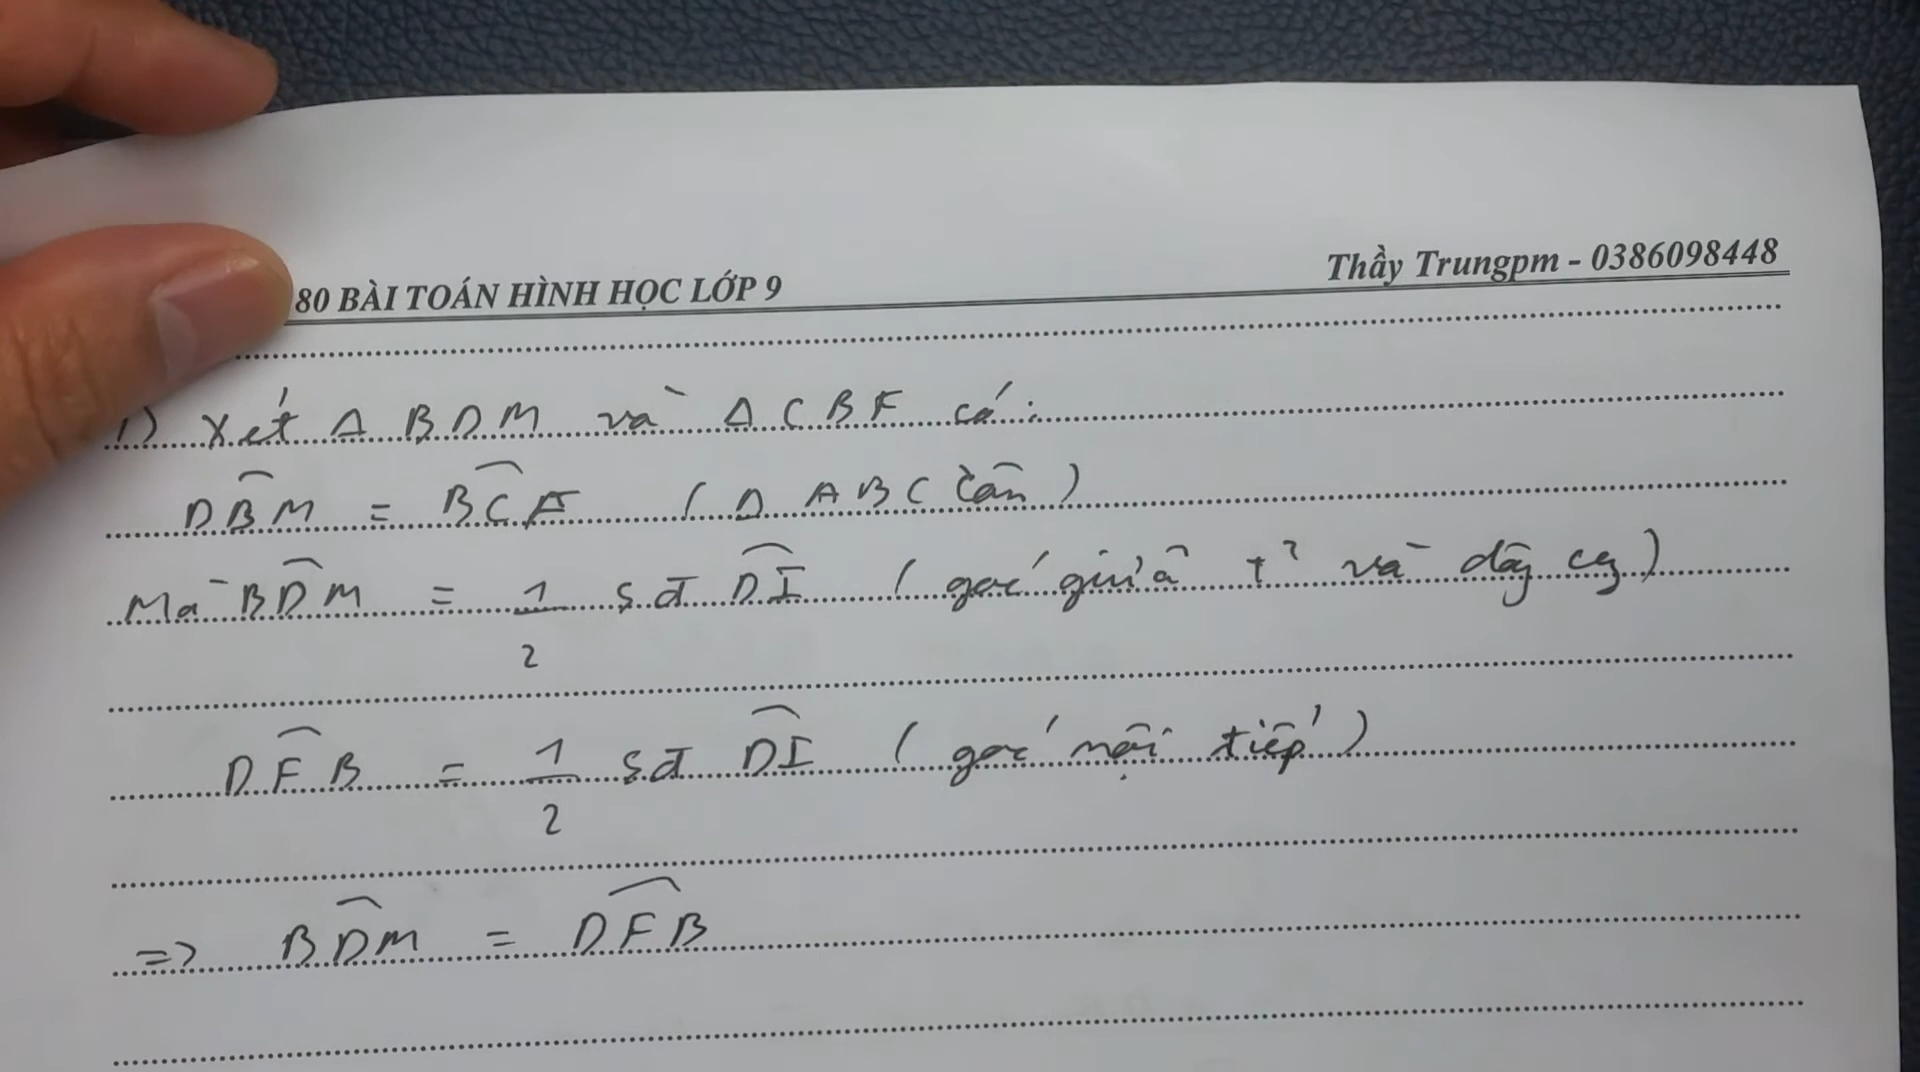 80 BÀI TOÁN HÌNH HỌC LỚP 9
Thầy Trungpm - 0386098448
1) Xét Δ BDM và Δ CBF có:
DBM = BCF ( Δ ABC cân )
Mà BDM = 1/2 sđ DI ( góc giữa t² và dây cg )
DFB = 1/2 sđ DI ( góc nội tiếp )
=> BDM = DFB